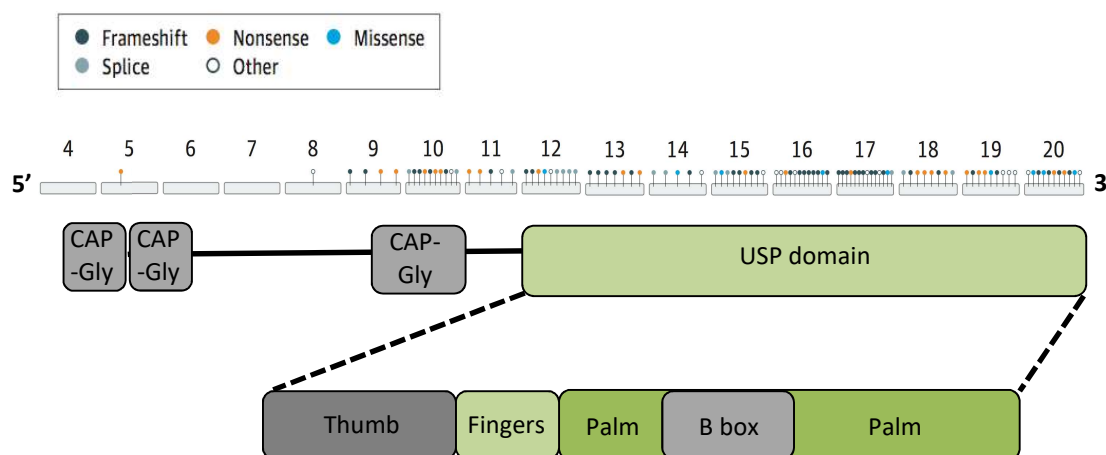 Frameshift Nonsense Missense
Splice Other
4 5 6 7 8 9 10 11 12 13 14 15 16 17 18 19 20
5’ 3
CAP
-Gly
CAP
-Gly
CAP-
Gly
USP domain
Thumb Fingers Palm B box Palm